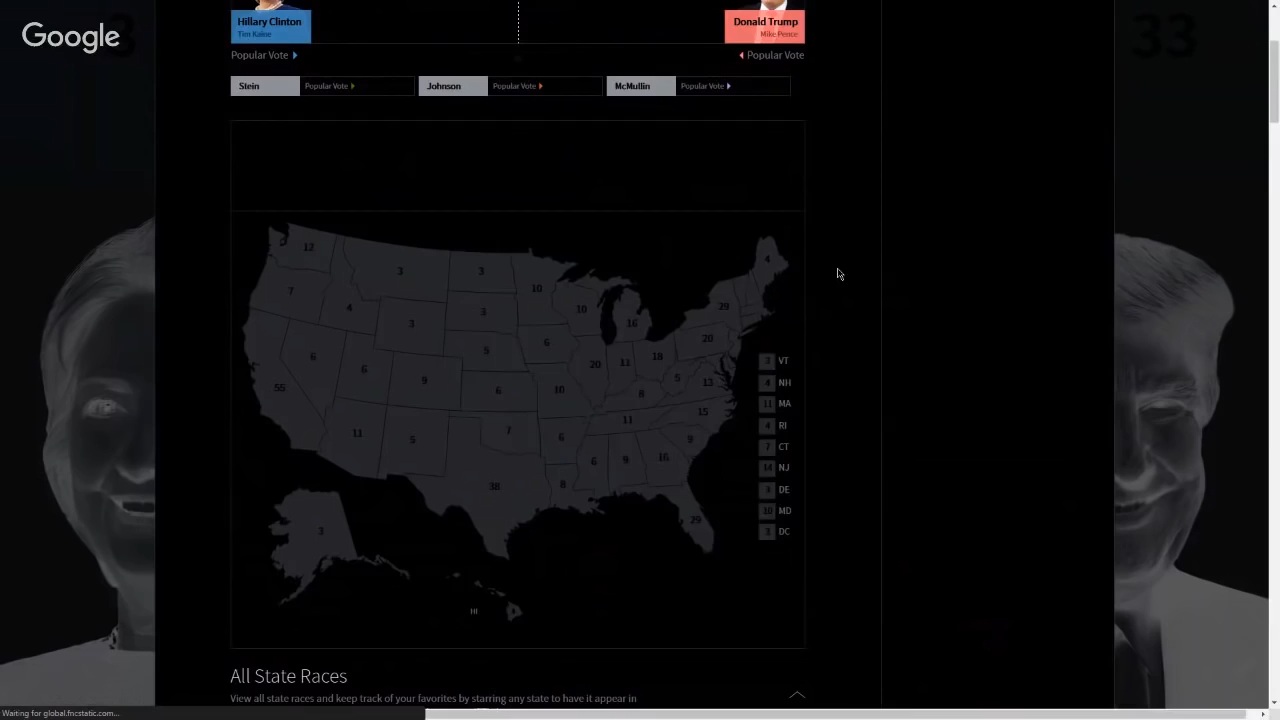 Google
33
Hillary Clinton
Tim Kaine
Donald Trump
Mike Pence
Popular Vote
Popular Vote
Stein
Popular Vote
Johnson
Popular Vote
McMullin
Popular Vote
12
3
3
4
7
4
10
10
29
3
3
16
6
20
6
6
5
20
11
18
55
9
6
10
5
13
8
15
11
5
7
6
11
9
6
9
16
38
8
29
3
HI
3 VT
4 NH
11 MA
4 RI
7 CT
14 NJ
3 DE
10 MD
3 DC
All State Races
View all state races and keep track of your favorites by starring any state to have it appear in
Waiting for global.fncstatic.com...